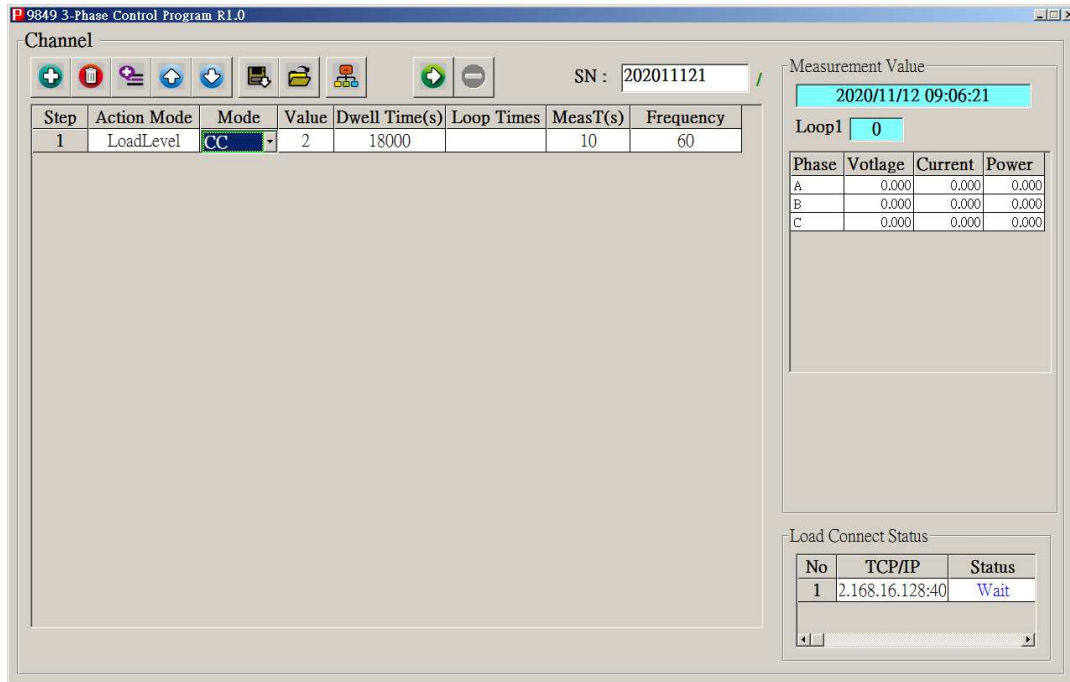 9849 3-Phase Control Program R1.0
Channel
SN : 202011121 /
Step Action Mode Mode Value Dwell Time(s) Loop Times MeasT(s) Frequency
1 LoadLevel CC 2 18000 10 60
Measurement Value
2020/11/12 09:06:21
Loop1 0
Phase Votlage Current Power
A 0.000 0.000 0.000
B 0.000 0.000 0.000
C 0.000 0.000 0.000
Load Connect Status
No TCP/IP Status
1 2.168.16.128:40 Wait